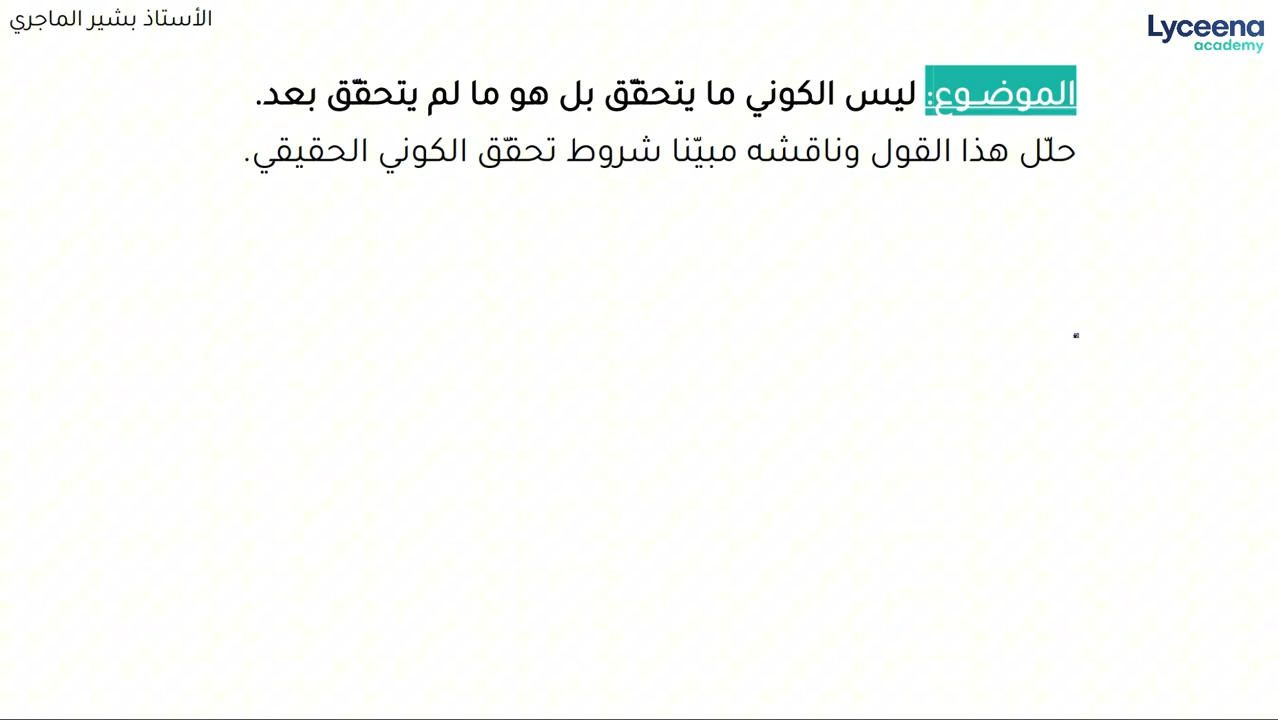 الأستاذ بشير الماجري
Lyceena
academy
الموضوع: ليس الكوني ما يتحقّق بل هو ما لم يتحقّق بعد.
حلّل هذا القول وناقشه مبيّنا شروط تحقّق الكوني الحقيقي.